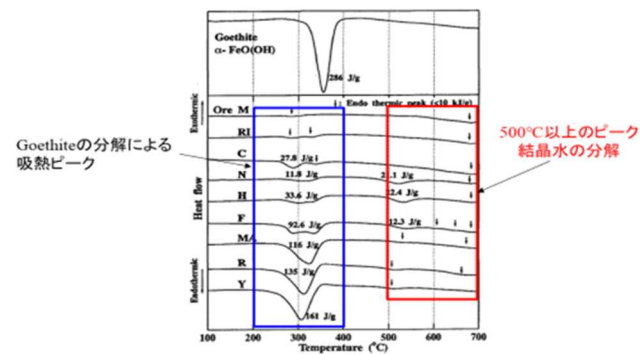 Goethite
α- FeO(OH)
286 J/g
↓: Endo thermic peak (<10 kJ/g)
Exothermic
Ore M
RI
C
27.8 J/g
N
11.8 J/g
H
33.6 J/g
12.4 J/g
F
92.6 J/g
12.3 J/g
MA
116 J/g
R
135 J/g
Y
161 J/g
Heat flow
Endothermic
100 200 300 400 500 600 700
Temperature (°C)
Goethiteの分解による
吸熱ピーク
500℃以上のピーク
結晶水の分解